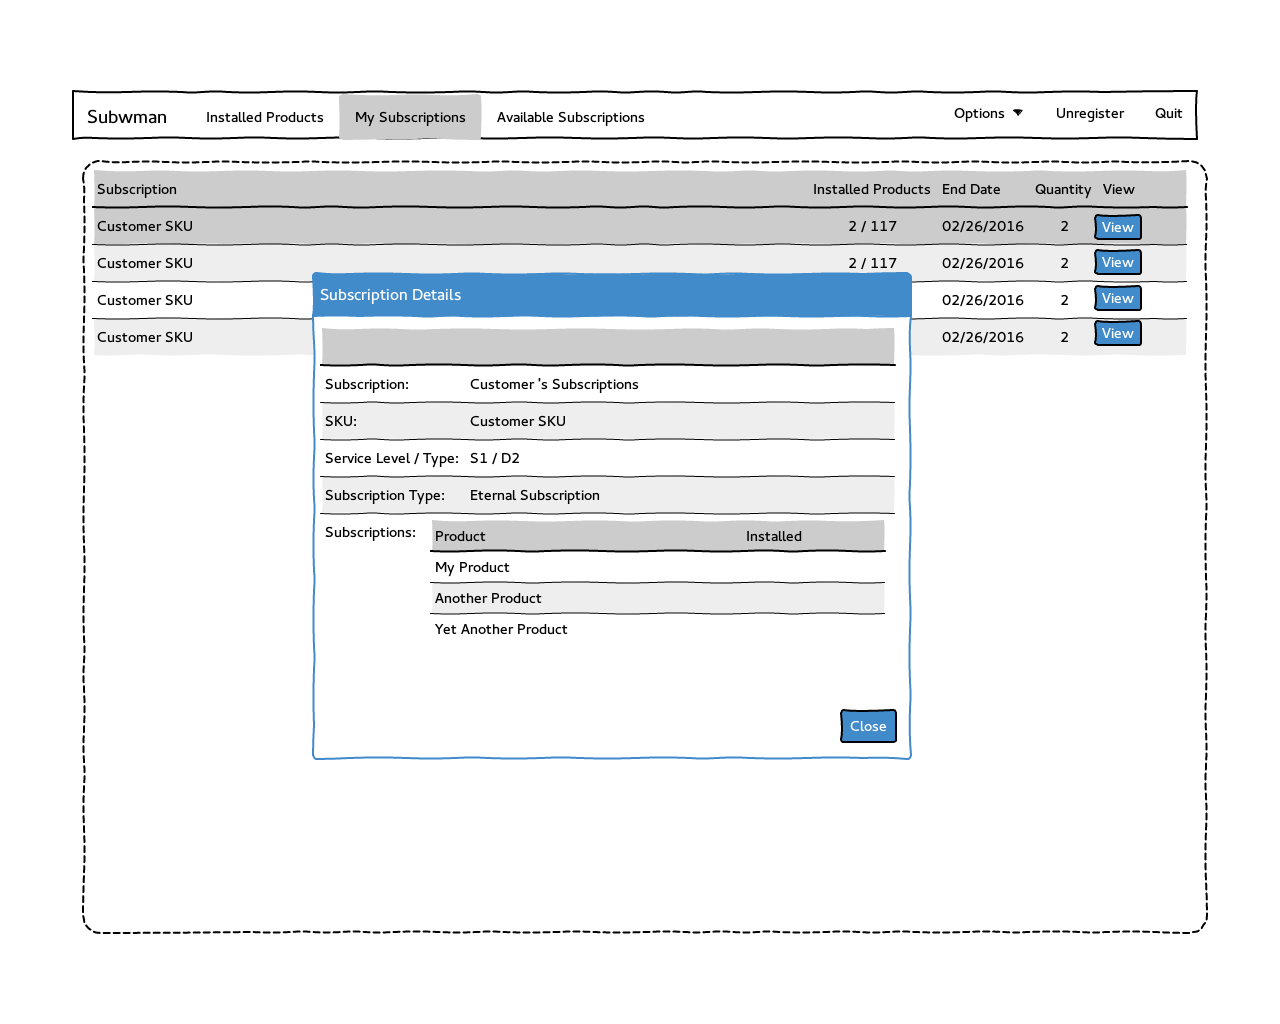 Subwman Installed Products My Subscriptions Available Subscriptions Options Unregister Quit
Subscription Installed Products End Date Quantity View
Customer SKU 2 / 117 02/26/2016 2 View
Customer SKU 2 / 117 02/26/2016 2 View
Customer SKU 02/26/2016 2 View
Customer SKU 02/26/2016 2 View
Subscription Details
Subscription: Customer 's Subscriptions
SKU: Customer SKU
Service Level / Type: S1 / D2
Subscription Type: Eternal Subscription
Subscriptions: Product Installed
My Product
Another Product
Yet Another Product
Close